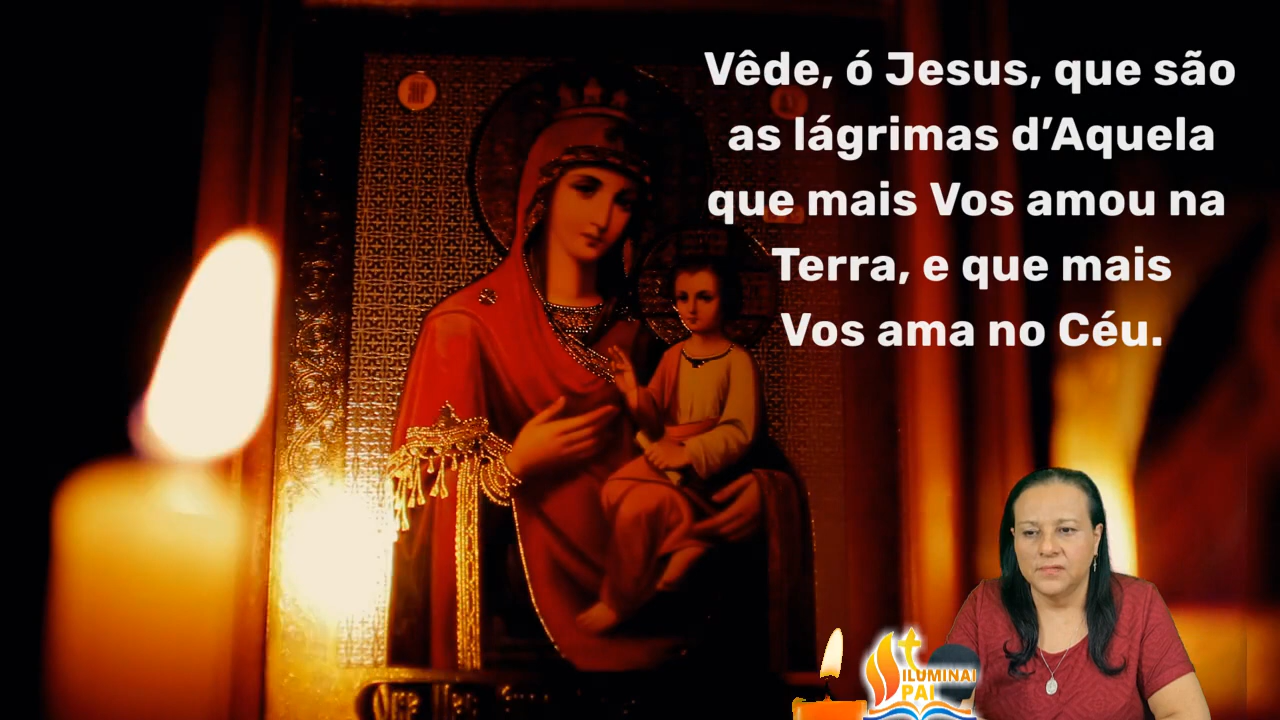 Vêde, ó Jesus, que são
as lágrimas d’Aquela
que mais Vos amou na
Terra, e que mais
Vos ama no Céu.
ILUMINAI
PAI